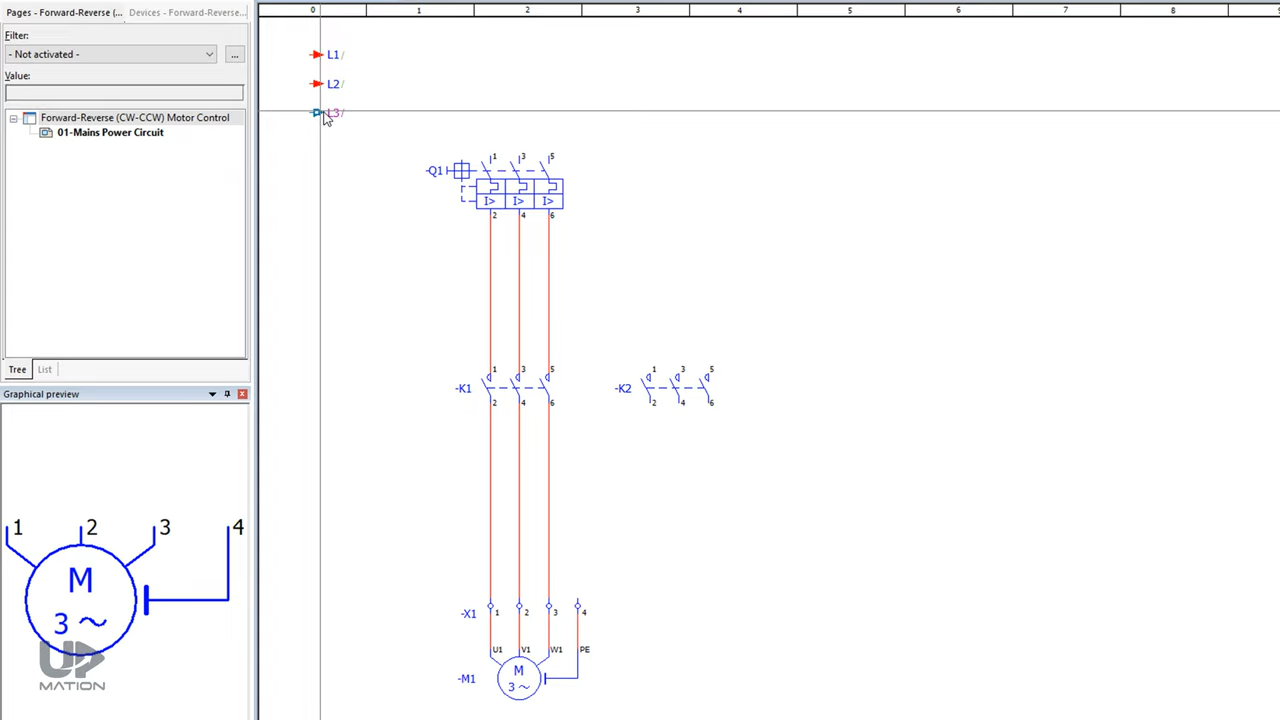 Pages - Forward-Reverse (... Devices - Forward-Reverse...
Filter:
- Not activated -
...
Value:
Forward-Reverse (CW-CCW) Motor Control
01-Mains Power Circuit
Tree List
Graphical preview
1 2 3 4
M
3 ~
UP
MATION
0 1 2 3 4 5 6 7 8 9
L1 /
L2 /
L3 /
1 3 5
-Q1
I> I> I>
2 4 6
1 3 5
-K1
2 4 6
1 3 5
-K2
2 4 6
-X1
1 2 3 4
U1 V1 W1 PE
-M1
M
3 ~